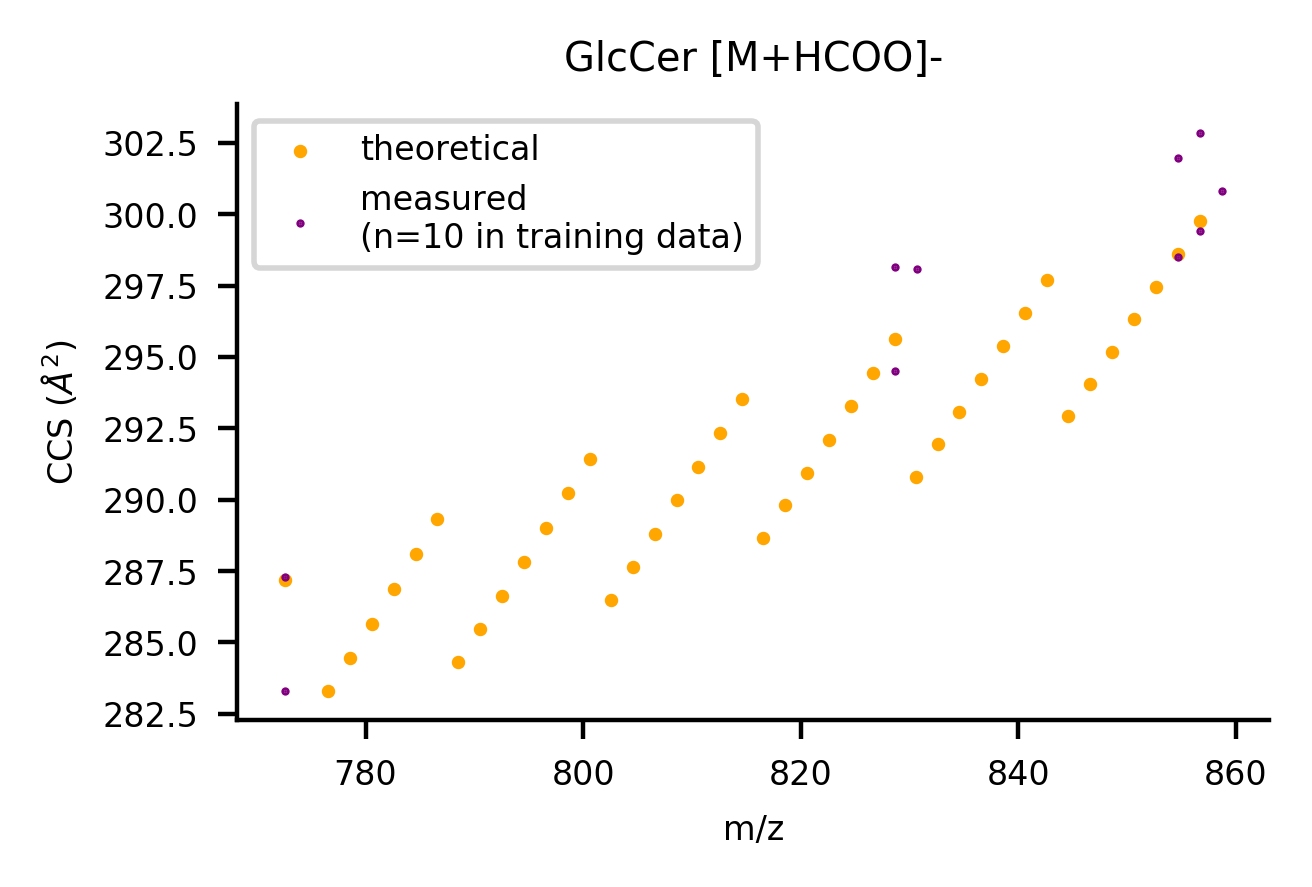 GlcCer [M+HCOO]-
theoretical
measured
(n=10 in training data)
302.5
300.0
297.5
295.0
292.5
290.0
287.5
285.0
282.5
CCS (Å²)
780 800 820 840 860
m/z